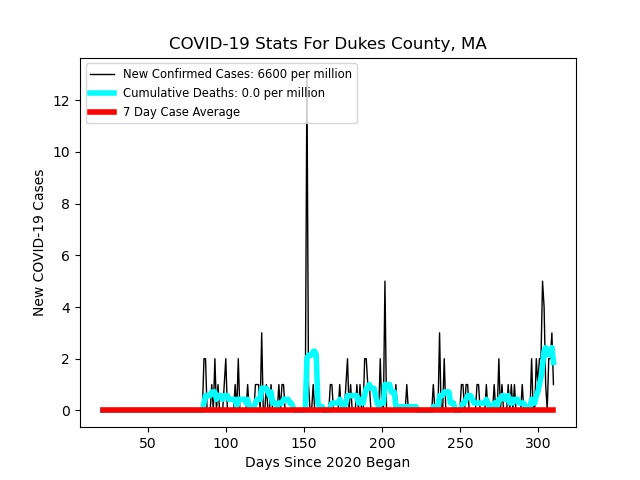 COVID-19 Stats For Dukes County, MA
New Confirmed Cases: 6600 per million
Cumulative Deaths: 0.0 per million
7 Day Case Average
New COVID-19 Cases
12
10
8
6
4
2
0
50 100 150 200 250 300
Days Since 2020 Began